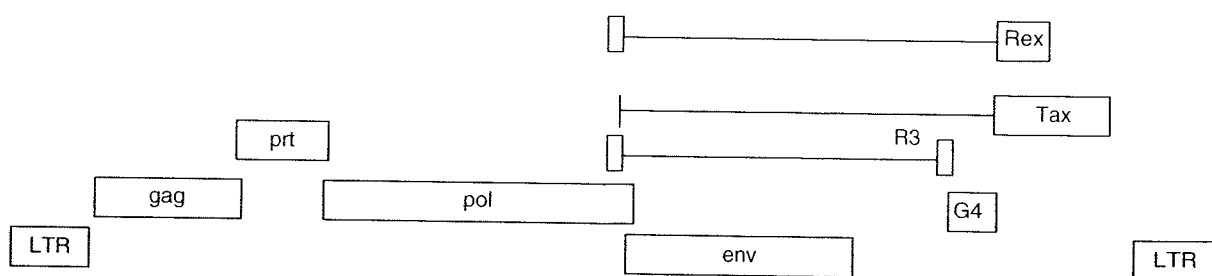 Rex
Tax
R3
prt
gag
pol
G4
LTR
env
LTR